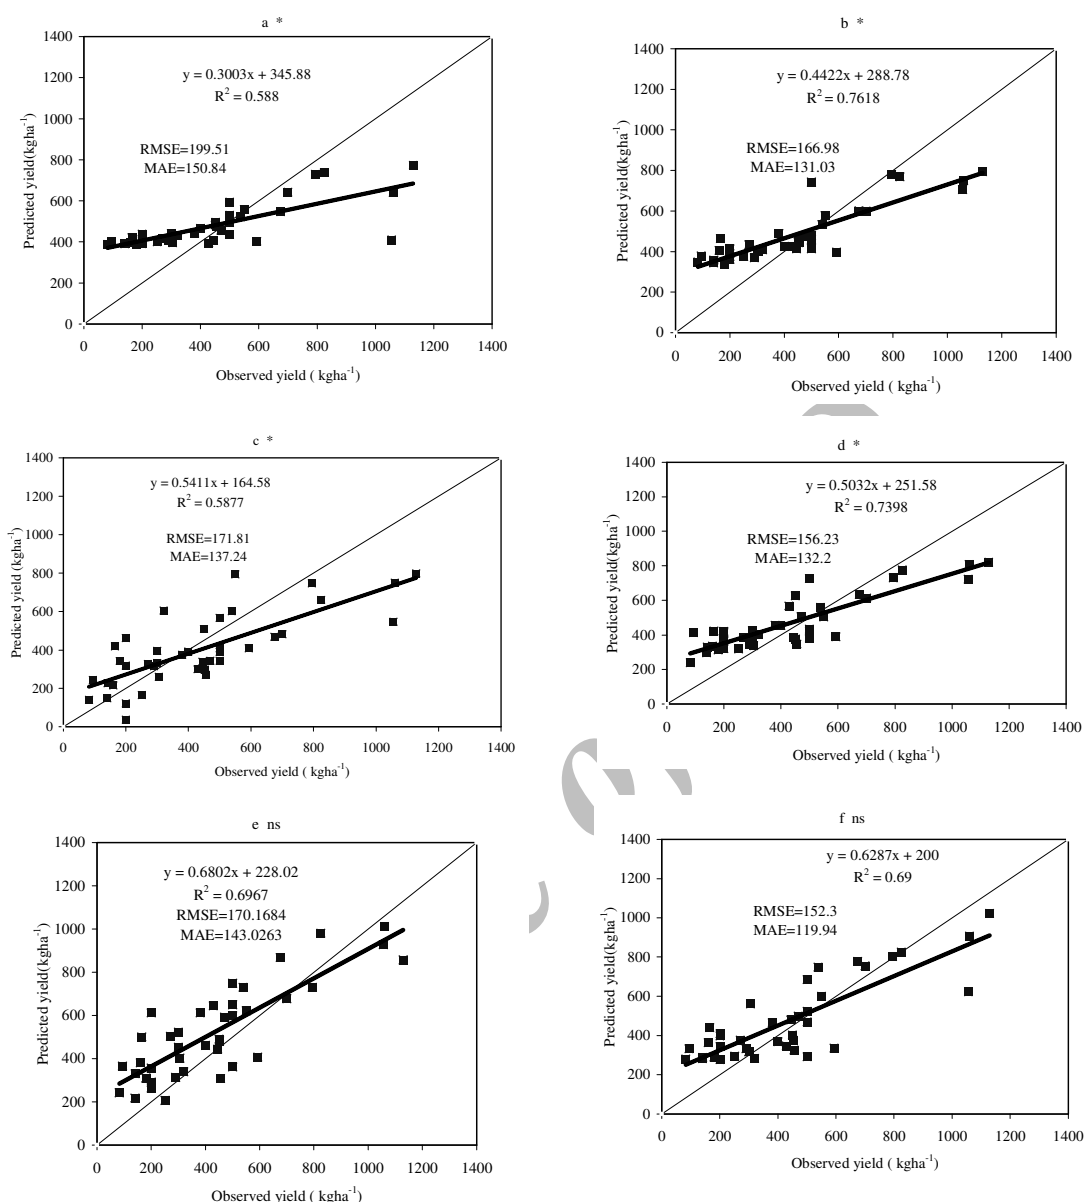 a *
y = 0.3003x + 345.88
R² = 0.588
RMSE=199.51
MAE=150.84
Predicted yield(kgha⁻¹)
1400
1200
1000
800
600
400
200
0
0 200 400 600 800 1000 1200 1400
Observed yield ( kgha⁻¹)
b *
y = 0.4422x + 288.78
R² = 0.7618
RMSE=166.98
MAE=131.03
Predicted yield(kgha⁻¹)
1400
1200
1000
800
600
400
200
0
0 200 400 600 800 1000 1200 1400
Observed yield ( kgha⁻¹)
c *
y = 0.5411x + 164.58
R² = 0.5877
RMSE=171.81
MAE=137.24
Predicted yield(kgha⁻¹)
1400
1200
1000
800
600
400
200
0
0 200 400 600 800 1000 1200 1400
Observed yield ( kgha⁻¹)
d *
y = 0.5032x + 251.58
R² = 0.7398
RMSE=156.23
MAE=132.2
Predicted yield(kgha⁻¹)
1400
1200
1000
800
600
400
200
0
0 200 400 600 800 1000 1200 1400
Observed yield ( kgha⁻¹)
e ns
y = 0.6802x + 228.02
R² = 0.6967
RMSE=170.1684
MAE=143.0263
Predicted yield(kgha⁻¹)
1400
1200
1000
800
600
400
200
0
0 200 400 600 800 1000 1200 1400
Observed yield ( kgha⁻¹)
f ns
y = 0.6287x + 200
R² = 0.69
RMSE=152.3
MAE=119.94
Predicted yield(kgha⁻¹)
1400
1200
1000
800
600
400
200
0
0 200 400 600 800 1000 1200 1400
Observed yield ( kgha⁻¹)